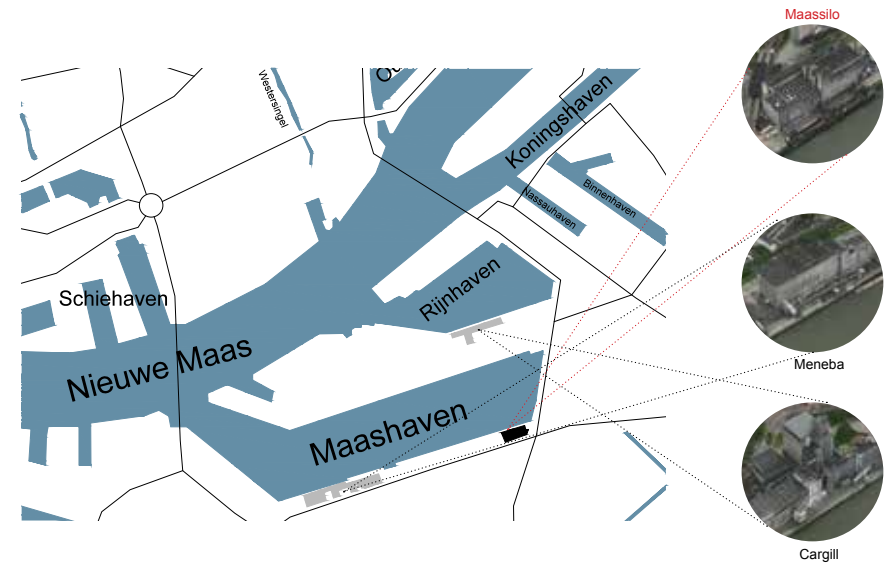 Maassilo
Westersingel
Koningshaven
Nassauhaven
Binnenhaven
Schiehaven
Rijnhaven
Nieuwe Maas
Meneba
Maashaven
Cargill